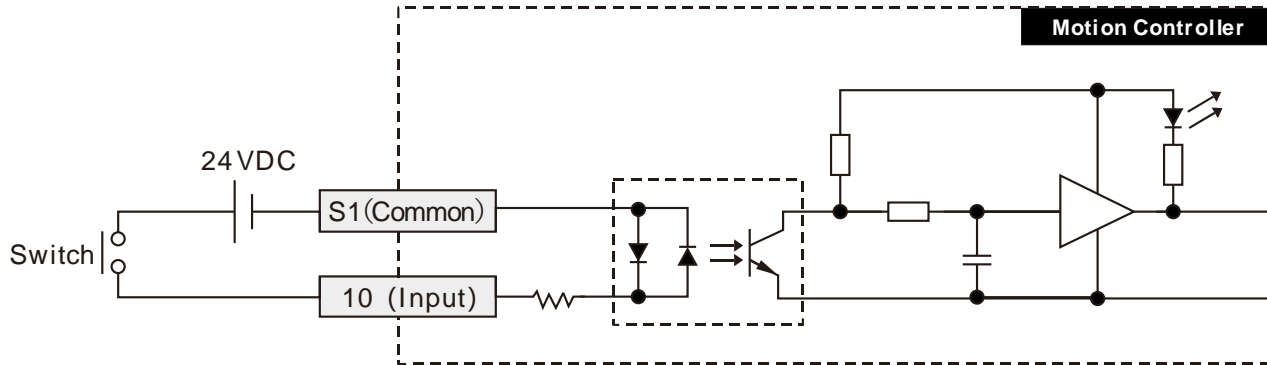 Motion Controller
24VDC
S1(Common)
Switch
10 (Input)